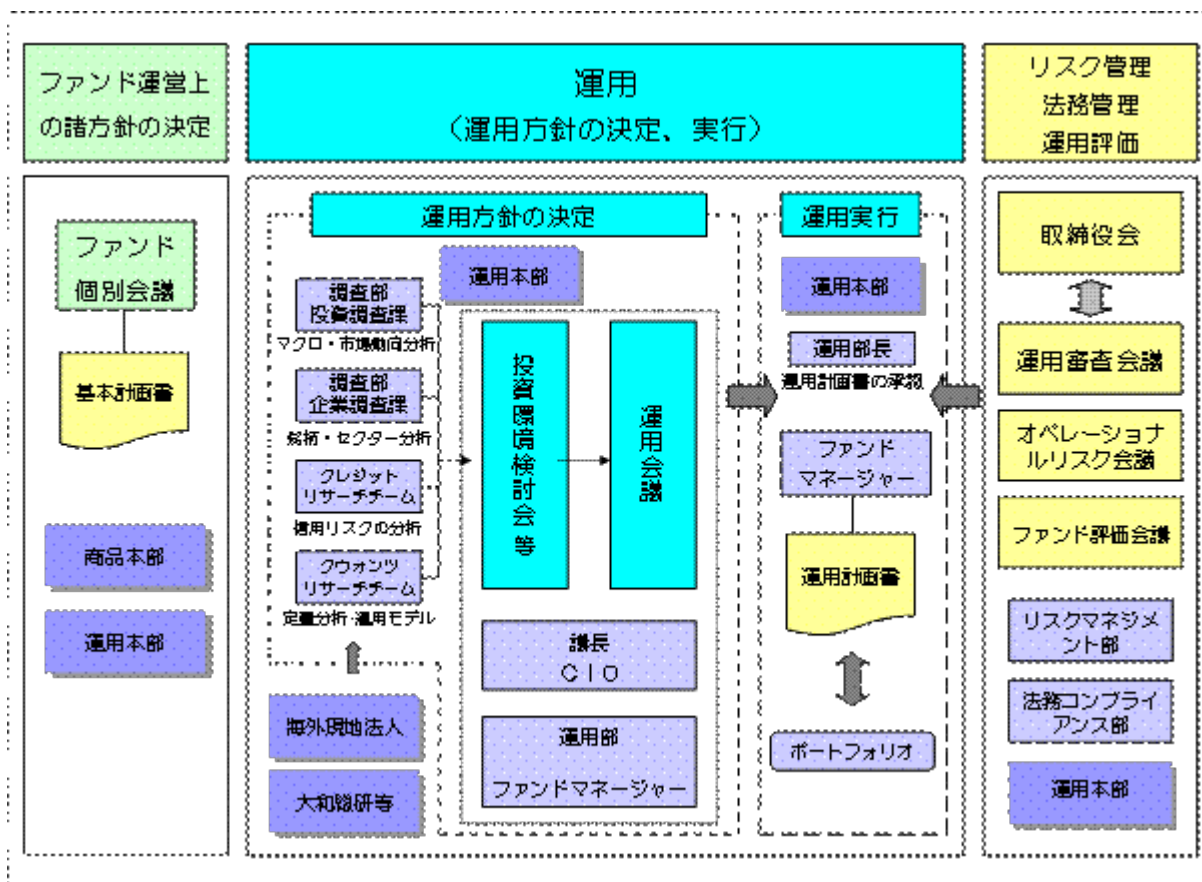 ファンド運営上
の諸方針の決定
運用
（運用方針の決定、実行）
リスク管理
法務管理
運用評価
ファンド
個別会議
基本計画書
商品本部
運用本部
運用方針の決定
運用本部
調査部
投資調査課
マクロ・市場動向分析
調査部
企業調査課
銘柄・セクター分析
クレジット
リサーチチーム
信用リスクの分析
クウォンツ
リサーチチーム
定量分析・運用モデル
海外現地法人
大和総研等
投資環境検討会等
運用会議
議長
ＣＩＯ
運用部
ファンドマネージャー
運用実行
運用本部
運用部長
運用計画書の承認
ファンド
マネージャー
運用計画書
ポートフォリオ
取締役会
運用審査会議
オペレーショナ
ルリスク会議
ファンド評価会議
リスクマネジメ
ント部
法務コンプライ
アンス部
運用本部